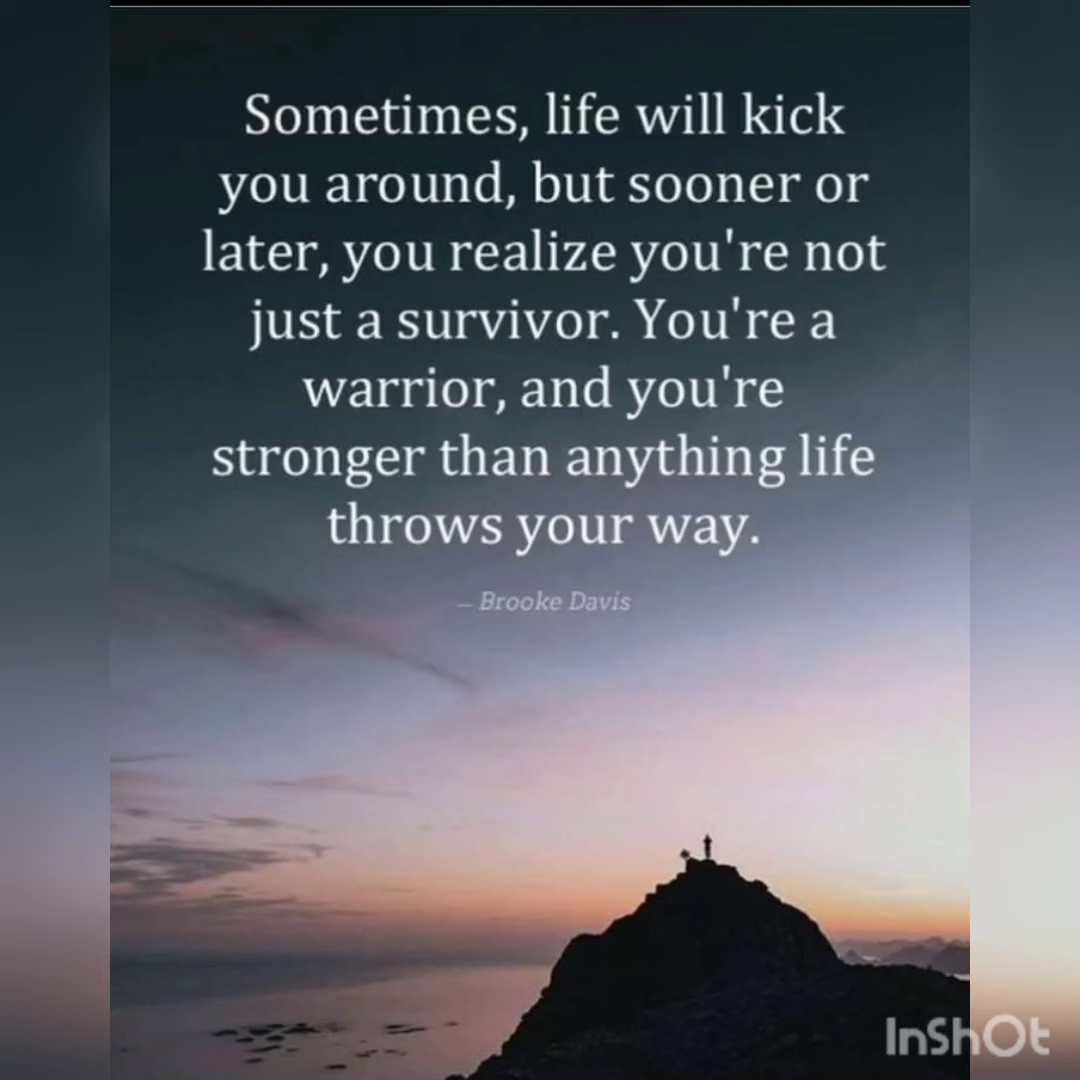 Sometimes, life will kick
you around, but sooner or
later, you realize you're not
just a survivor. You're a
warrior, and you're
stronger than anything life
throws your way.
– Brooke Davis
InShOt